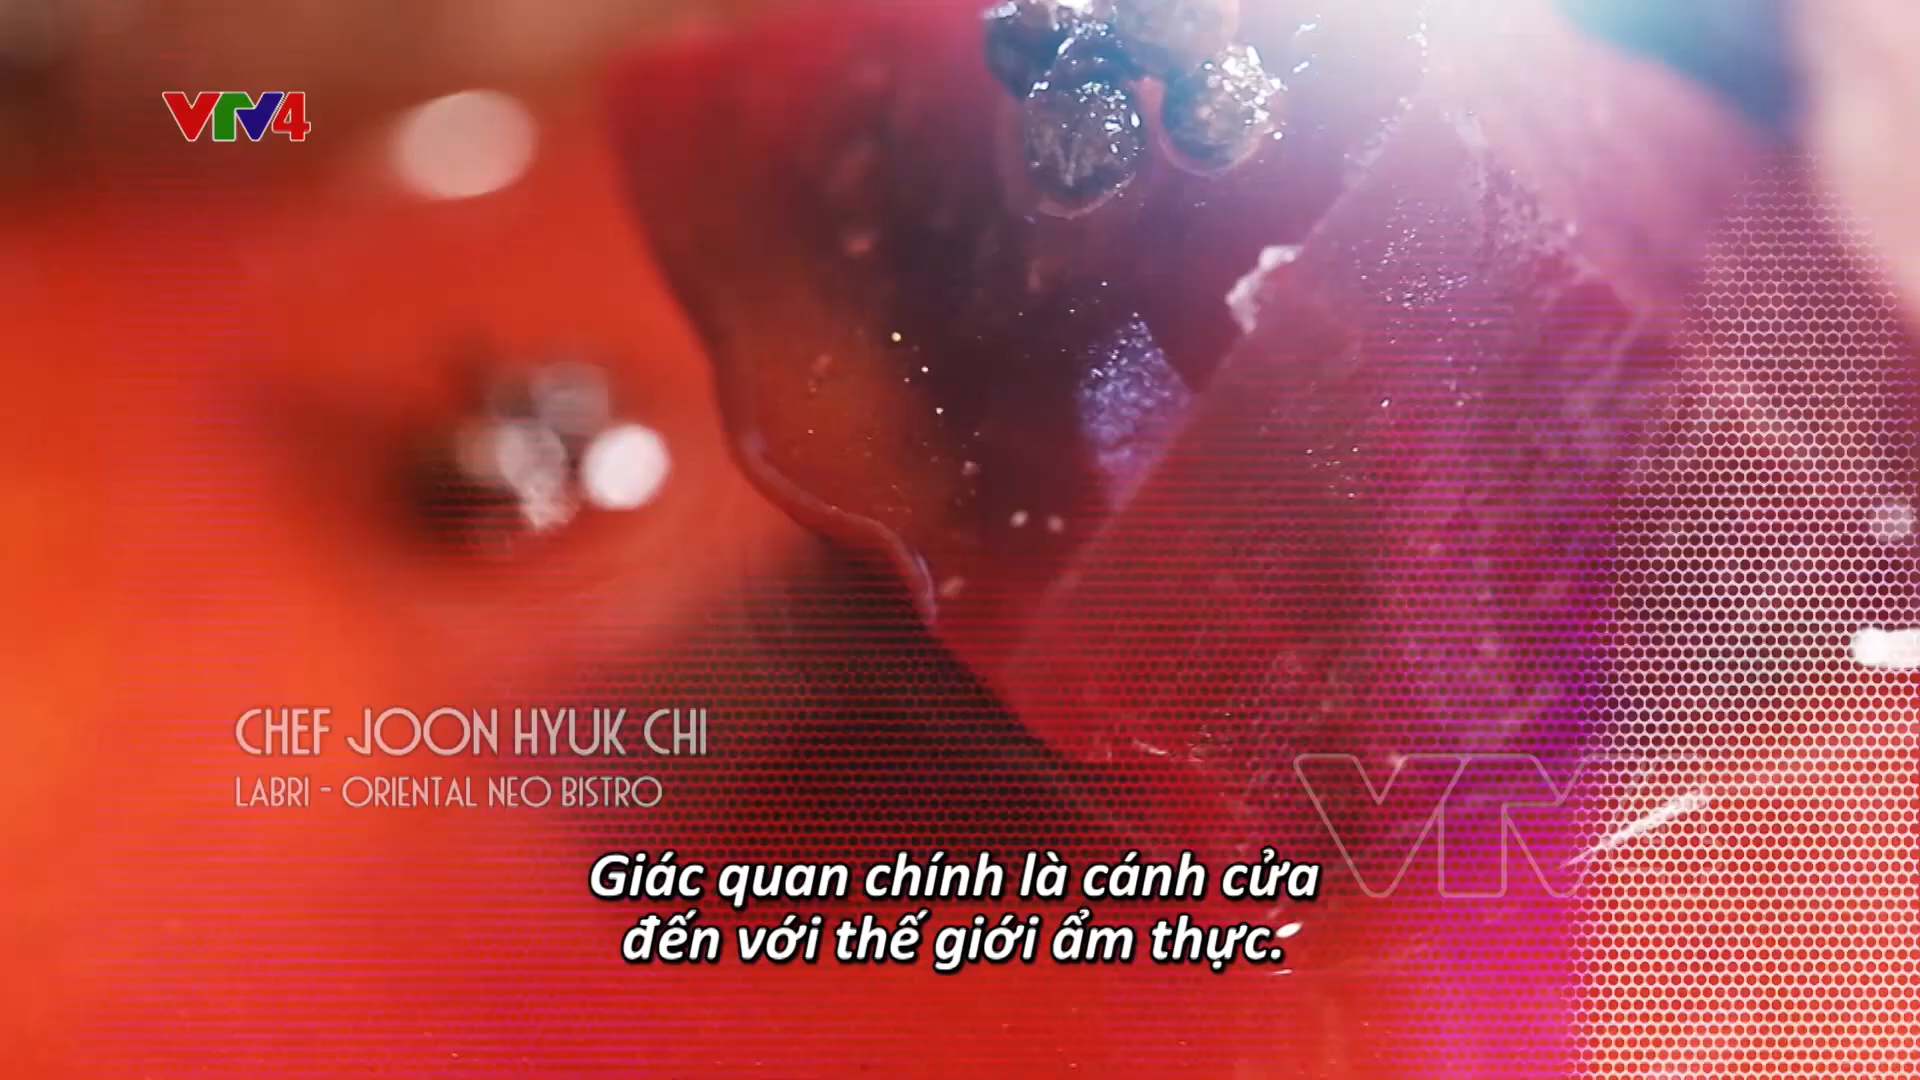 VTV4
CHEF JOON HYUK CHI
LABRI - ORIENTAL NEO BISTRO
VTV
Giác quan chính là cánh cửa
đến với thế giới ẩm thực.